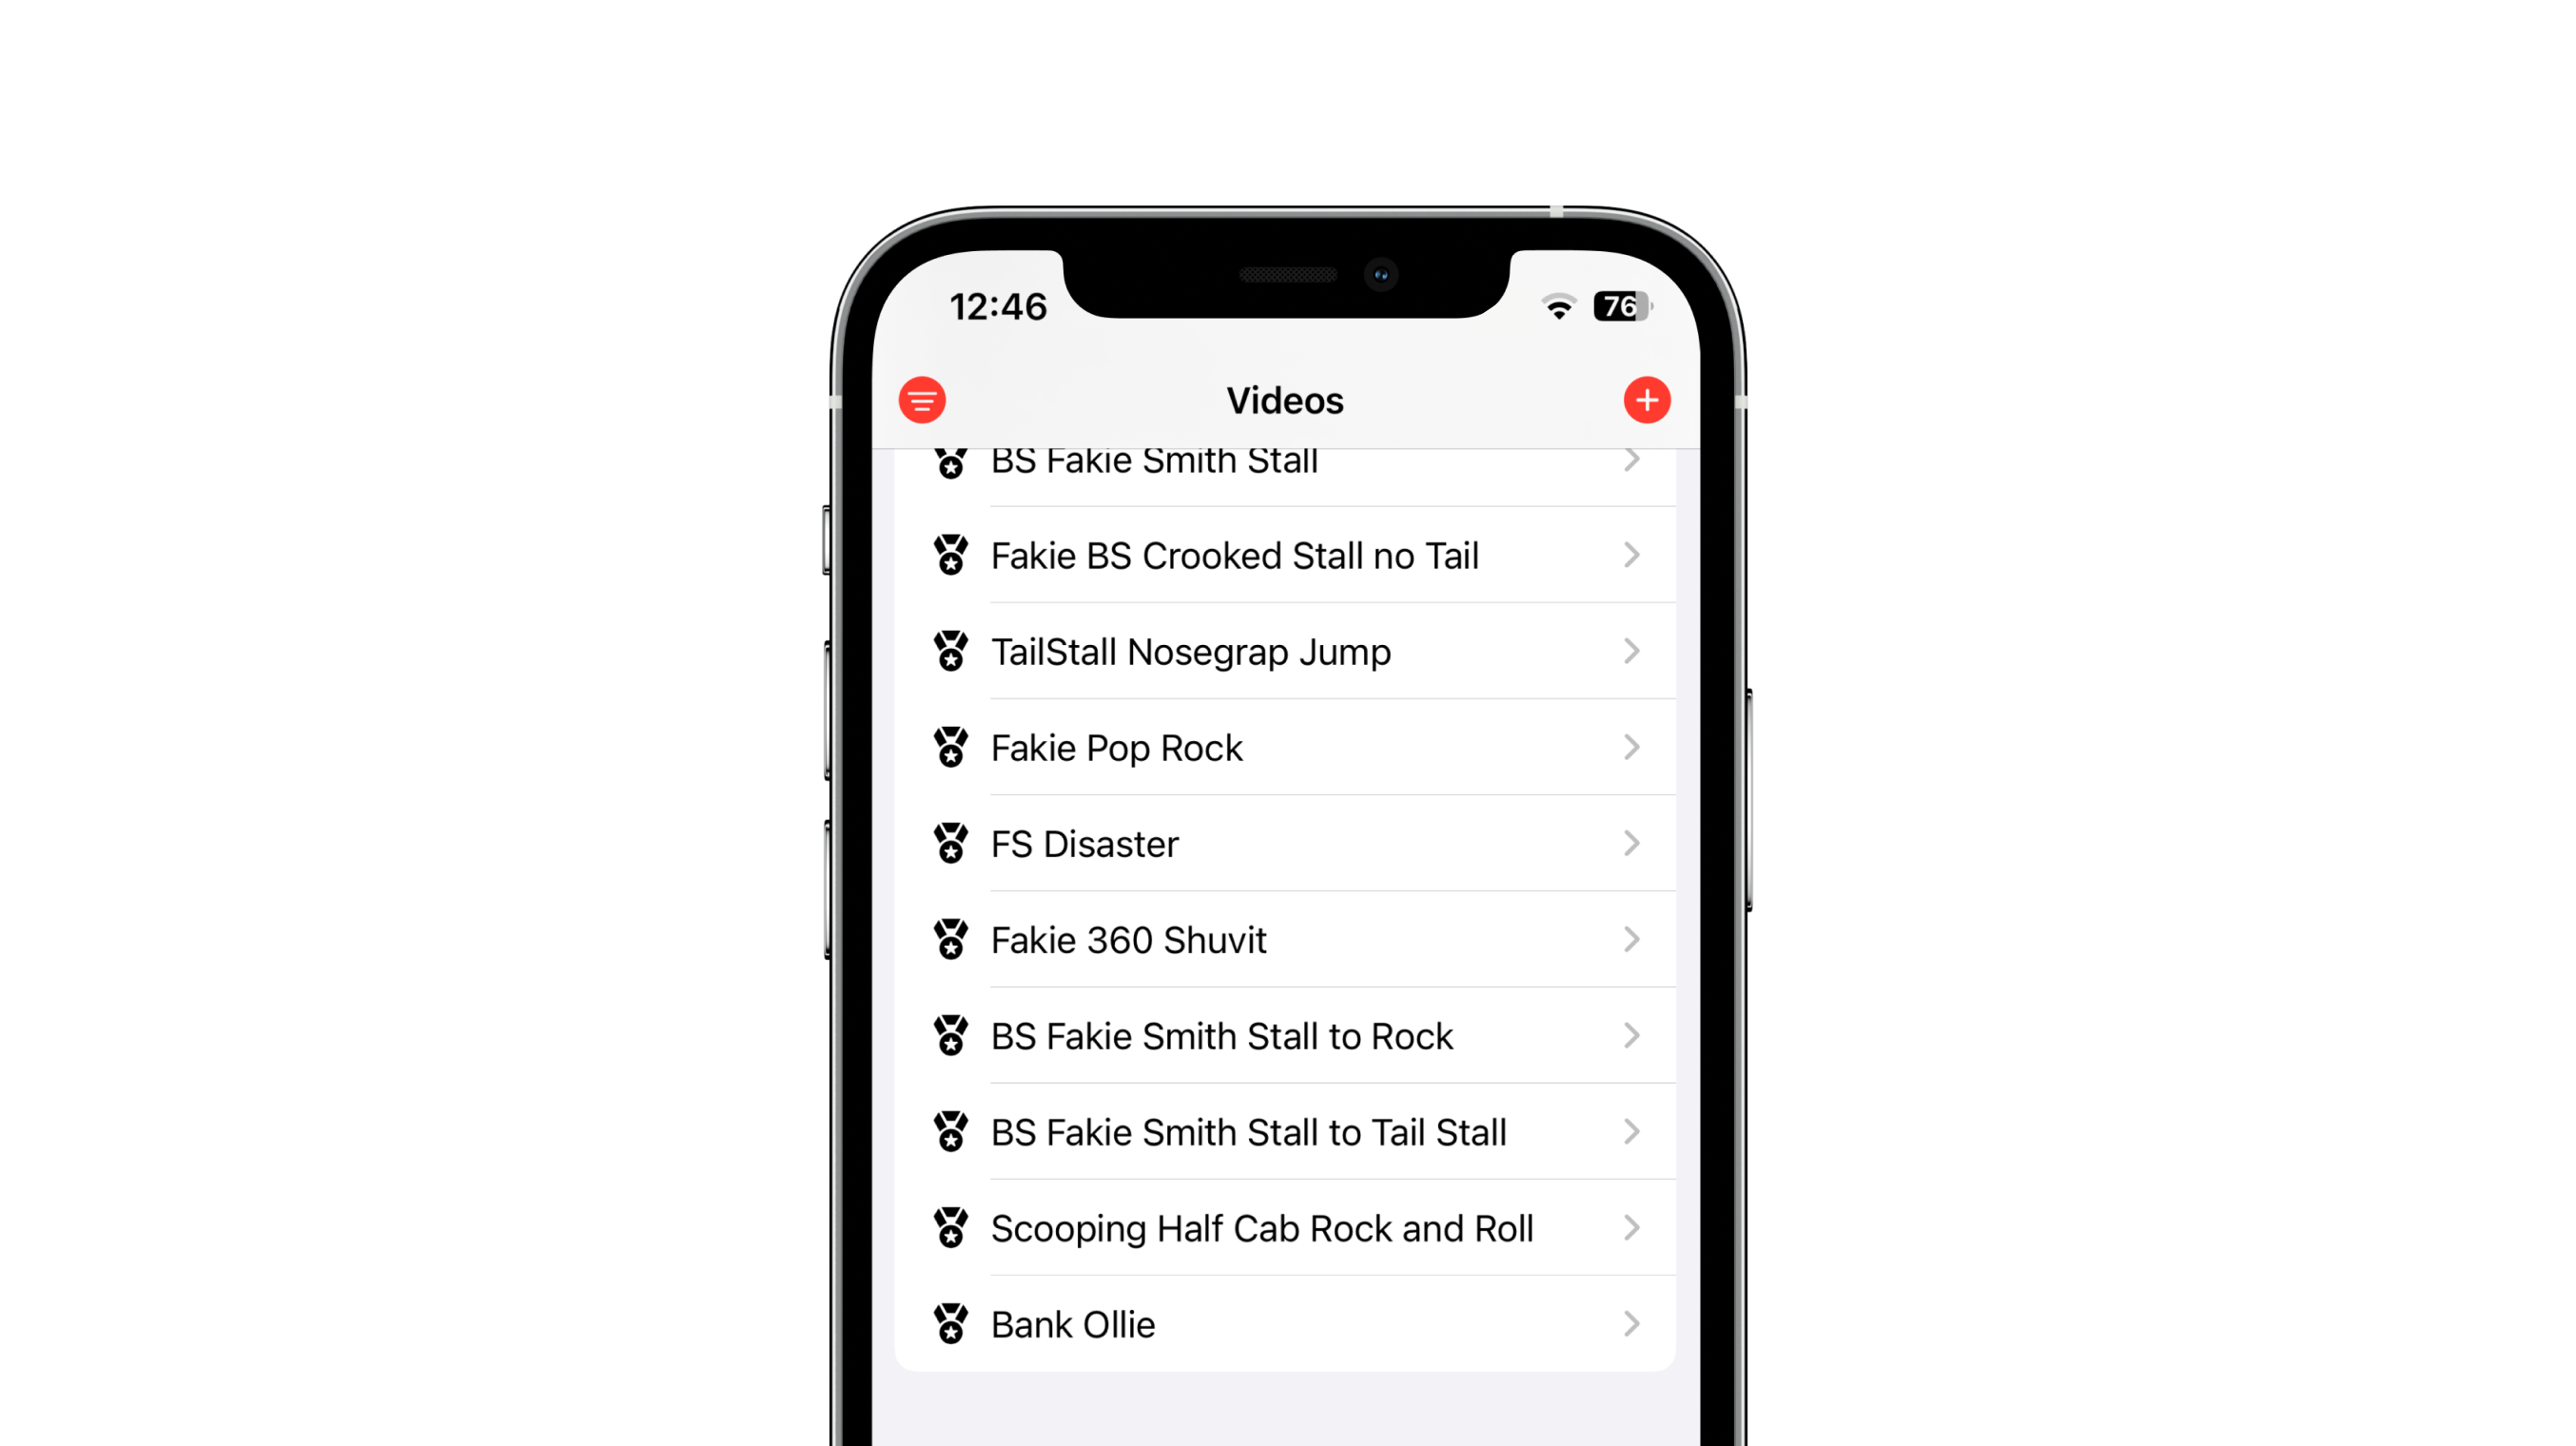 12:46
76
Videos
BS Fakie Smith Stall
Fakie BS Crooked Stall no Tail
TailStall Nosegrap Jump
Fakie Pop Rock
FS Disaster
Fakie 360 Shuvit
BS Fakie Smith Stall to Rock
BS Fakie Smith Stall to Tail Stall
Scooping Half Cab Rock and Roll
Bank Ollie